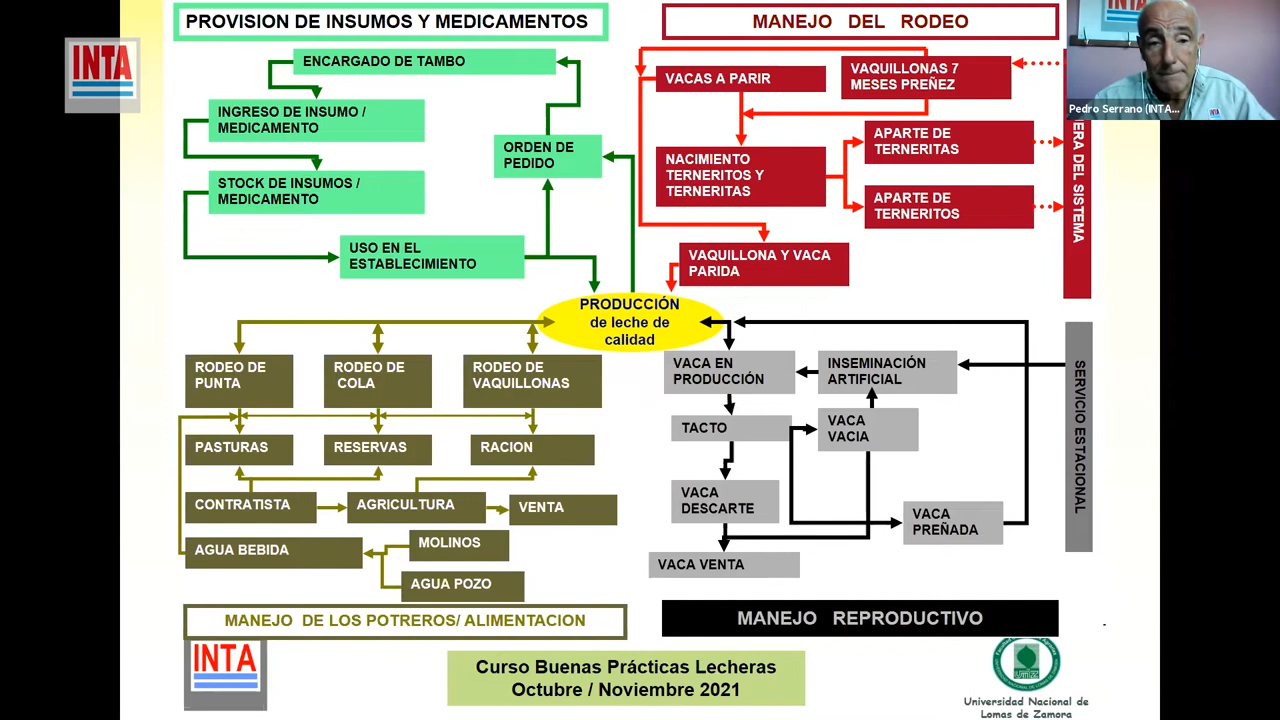 PROVISION DE INSUMOS Y MEDICAMENTOS
INTA
ENCARGADO DE TAMBO
INGRESO DE INSUMO /
MEDICAMENTO
STOCK DE INSUMOS /
MEDICAMENTO
ORDEN DE
PEDIDO
USO EN EL
ESTABLECIMIENTO
MANEJO DEL RODEO
VACAS A PARIR
VAQUILLONAS 7
MESES PREÑEZ
NACIMIENTO
TERNERITOS Y
TERNERITAS
APARTE DE
TERNERITAS
APARTE DE
TERNERITOS
VAQUILLONA Y VACA
PARIDA
DEL SISTEMA
Pedro Serrano (INTA...
PRODUCCIÓN
de leche de
calidad
RODEO DE
PUNTA
RODEO DE
COLA
RODEO DE
VAQUILLONAS
PASTURAS
RESERVAS
RACION
CONTRATISTA
AGRICULTURA
VENTA
AGUA BEBIDA
MOLINOS
AGUA POZO
MANEJO DE LOS POTREROS/ ALIMENTACION
VACA EN
PRODUCCIÓN
INSEMINACIÓN
ARTIFICIAL
TACTO
VACA
VACIA
VACA
DESCARTE
VACA
PREÑADA
VACA VENTA
SERVICIO ESTACIONAL
MANEJO REPRODUCTIVO
INTA
Curso Buenas Prácticas Lecheras
Octubre / Noviembre 2021
Universidad Nacional de
Lomas de Zamora